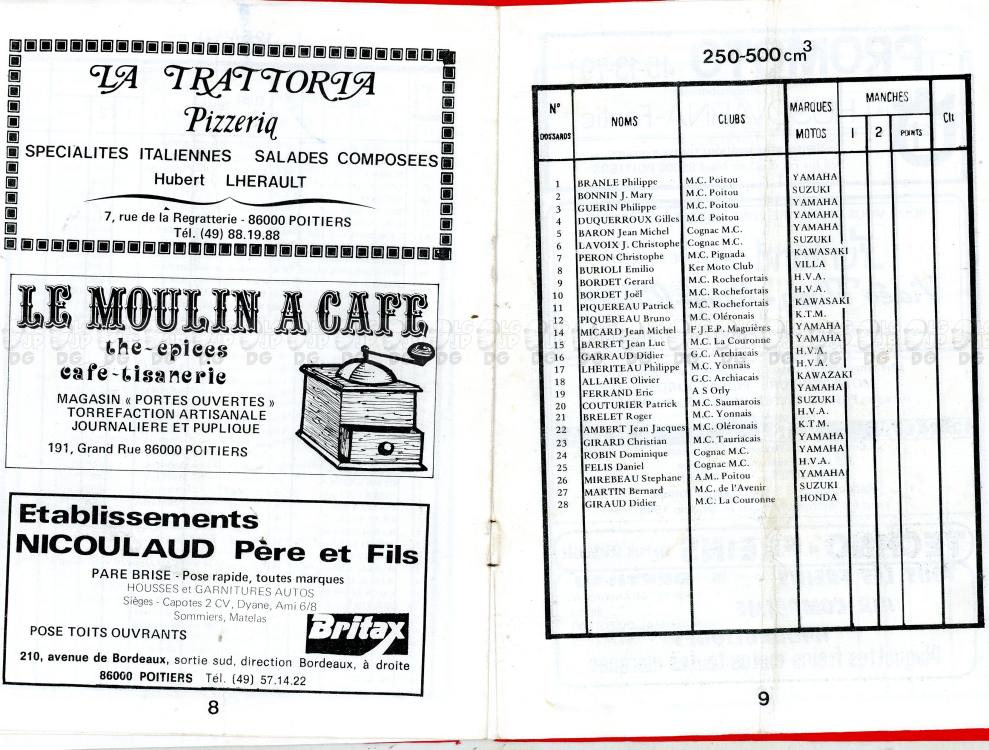 LA TRATTORIA
Pizzeria
SPECIALITES ITALIENNES SALADES COMPOSEES
Hubert LHERAULT
7, rue de la Regratterie - 86000 POITIERS
Tél. (49) 88.19.88
LE MOULIN A CAFE
the-epices
cafe-tisanerie
MAGASIN « PORTES OUVERTES »
TORREFACTION ARTISANALE
JOURNALIERE ET PUPLIQUE
191, Grand Rue 86000 POITIERS
Etablissements
NICOULAUD Père et Fils
PARE BRISE - Pose rapide, toutes marques
HOUSSES et GARNITURES AUTOS
Sièges - Capotes 2 CV, Dyane, Ami 6/8
Sommiers, Matelas
POSE TOITS OUVRANTS
Britax
210, avenue de Bordeaux, sortie sud, direction Bordeaux, à droite
86000 POITIERS Tél. (49) 57.14.22
8
250-500 cm3
N° DOSSARDS NOMS CLUBS MARQUES MOTOS MANCHES 1 2 POINTS Clt
1 BRANLE Philippe M.C. Poitou YAMAHA
2 BONNIN J. Mary M.C. Poitou SUZUKI
3 GUERIN Philippe M.C. Poitou YAMAHA
4 DUQUERROUX Gilles M.C Poitou YAMAHA
5 BARON Jean Michel Cognac M.C. YAMAHA
6 LAVOIX J. Christophe Cognac M.C. SUZUKI
7 PERON Christophe M.C. Pignada KAWASAKI
8 BURIOLI Emilio Ker Moto Club VILLA
9 BORDET Gerard M.C. Rochefortais H.V.A.
10 BORDET Joël M.C. Rochefortais H.V.A.
11 PIQUEREAU Patrick M.C. Rochefortais KAWASAKI
12 PIQUEREAU Bruno M.C. Oléronais K.T.M.
14 MICARD Jean Michel F.J.E.P. Maguières YAMAHA
15 BARRET Jean Luc M.C. La Couronne YAMAHA
16 GARRAUD Didier G.C. Archiacais H.V.A.
17 LHERITEAU Philippe M.C. Yonnais H.V.A.
18 ALLAIRE Olivier G.C. Archiacais KAWAZAKI
19 FERRAND Eric A S Orly YAMAHA
20 COUTURIER Patrick M.C. Saumarois SUZUKI
21 BRELET Roger M.C. Yonnais H.V.A.
22 AMBERT Jean Jacques M.C. Oléronais K.T.M.
23 GIRARD Christian M.C. Tauriacais YAMAHA
24 ROBIN Dominique Cognac M.C. YAMAHA
25 FELIS Daniel Cognac M.C. H.V.A.
26 MIREBEAU Stephane A.M.. Poitou YAMAHA
27 MARTIN Bernard M.C. de l'Avenir SUZUKI
28 GIRAUD Didier M.C. La Couronne HONDA
9